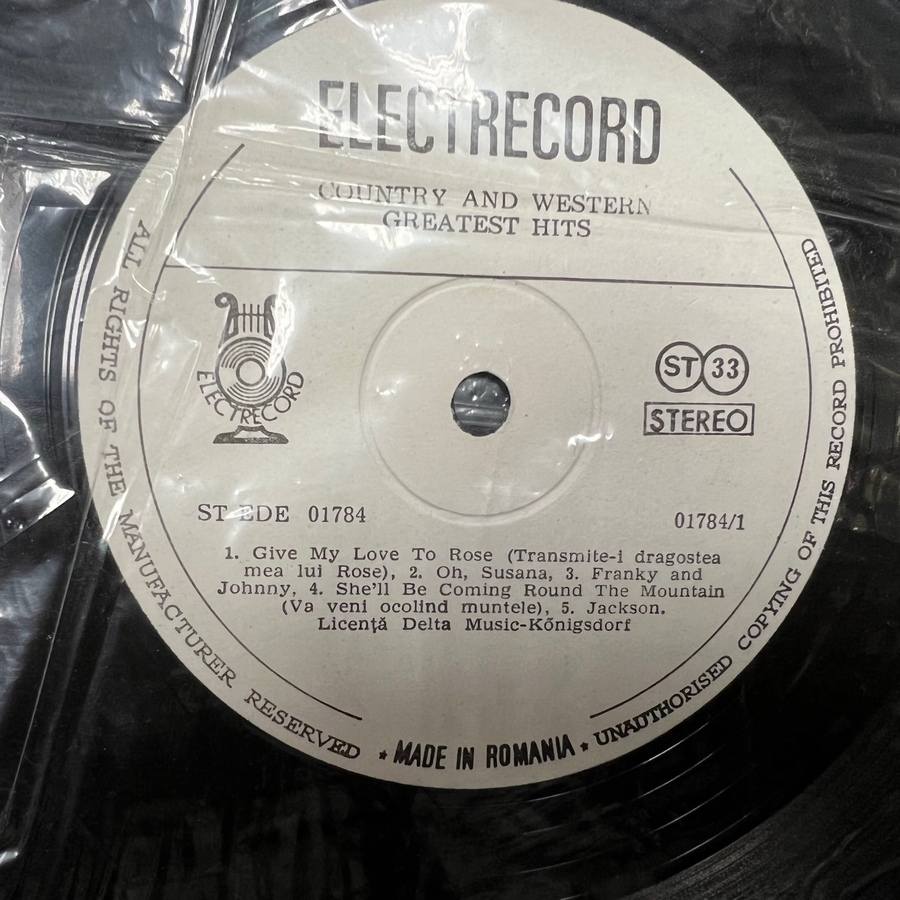 ELECTRECORD
COUNTRY AND WESTERN
GREATEST HITS
ELECTRECORD
ST 33
STEREO
ST EDE 01784
01784/1
1. Give My Love To Rose (Transmite-i dragostea
mea lui Rose), 2. Oh, Susana, 3. Franky and
Johnny, 4. She'll Be Coming Round The Mountain
(Va veni ocolind muntele), 5. Jackson.
Licență Delta Music-Kőnigsdorf
ALL RIGHTS OF THE MANUFACTURER RESERVED ★ MADE IN ROMANIA ★ UNAUTHORISED COPYING OF THIS RECORD PROHIBITED